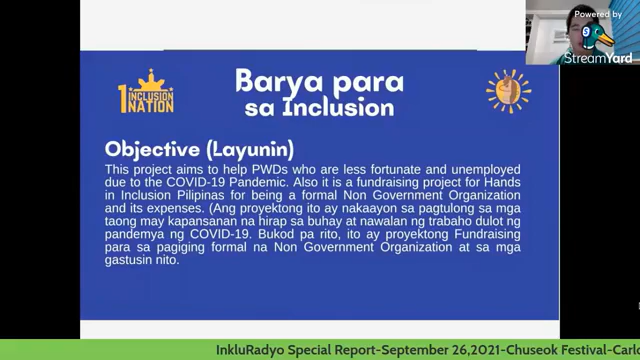 Powered by
StreamYard
1 INCLUSION
NATION
Barya para
sa Inclusion
Objective (Layunin)
This project aims to help PWDs who are less fortunate and unemployed
due to the COVID-19 Pandemic. Also it is a fundraising project for Hands
in Inclusion Pilipinas for being a formal Non Government Organization
and its expenses. (Ang proyektong ito ay nakaayon sa pagtulong sa mga
taong may kapansanan na hirap sa buhay at nawalan ng trabaho dulot ng
pandemya ng COVID-19. Bukod pa rito, ito ay proyektong Fundraising
para sa pagiging formal na Non Government Organization at sa mga
gastusin nito.
InkluRadyo Special Report-September 26,2021-Chuseok Festival-Carlo